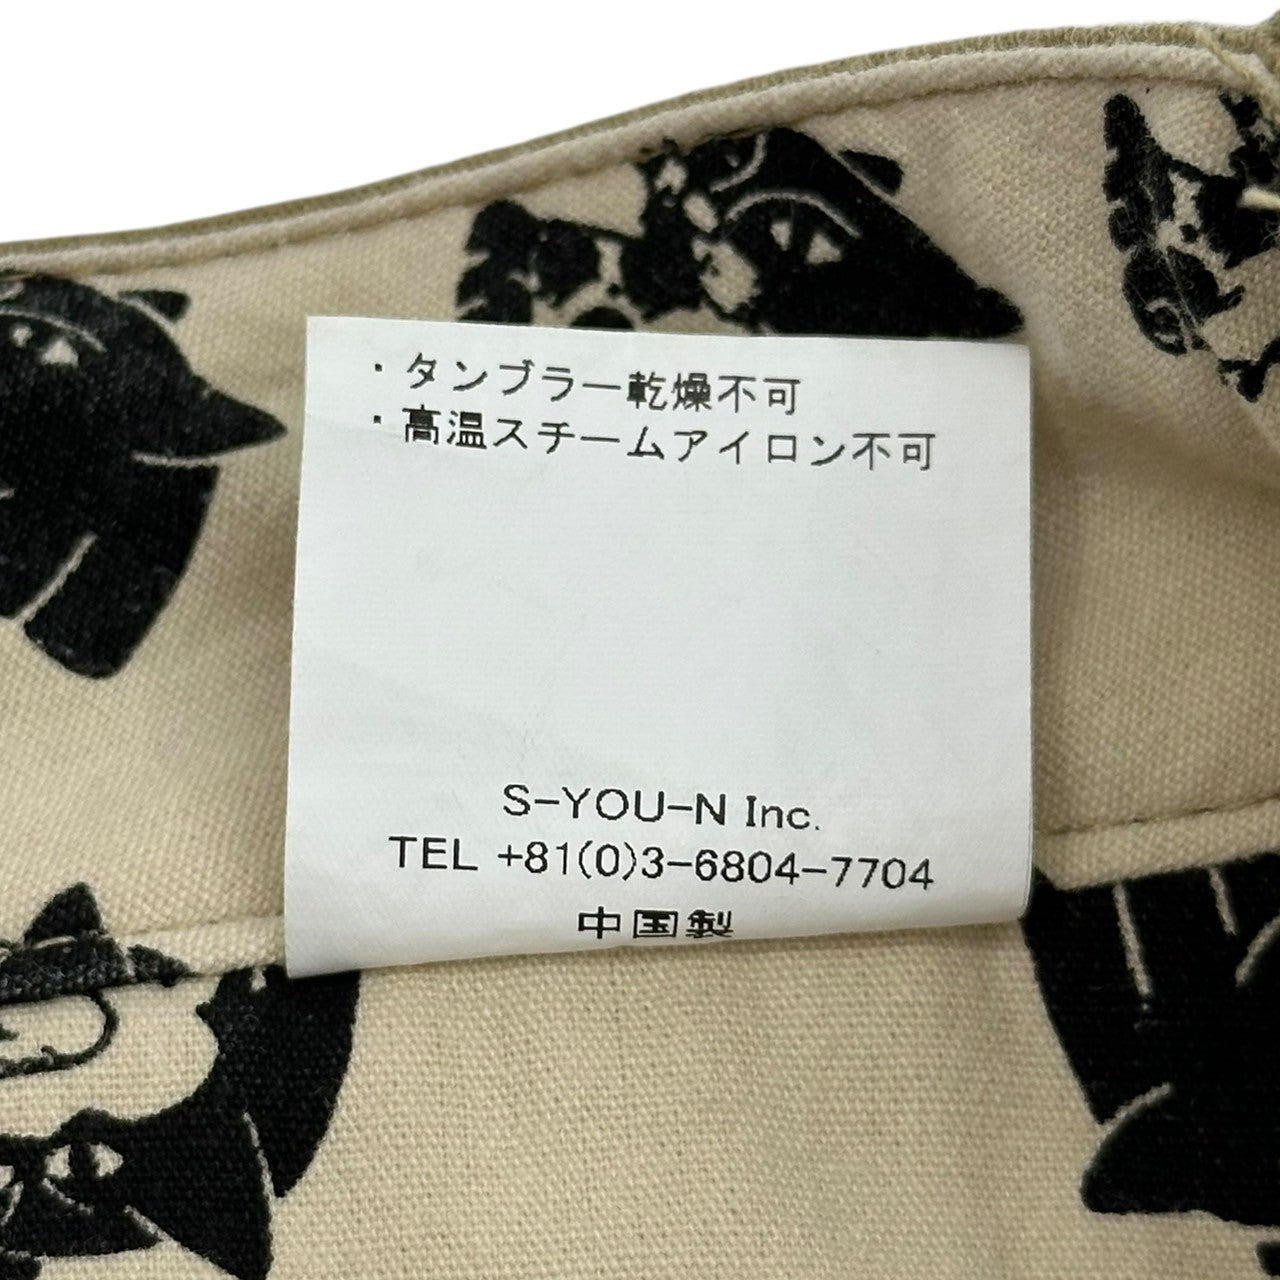 ・タンブラー乾燥不可
・高温スチームアイロン不可
S-YOU-N Inc.
TEL +81(0)3-6804-7704
中国製